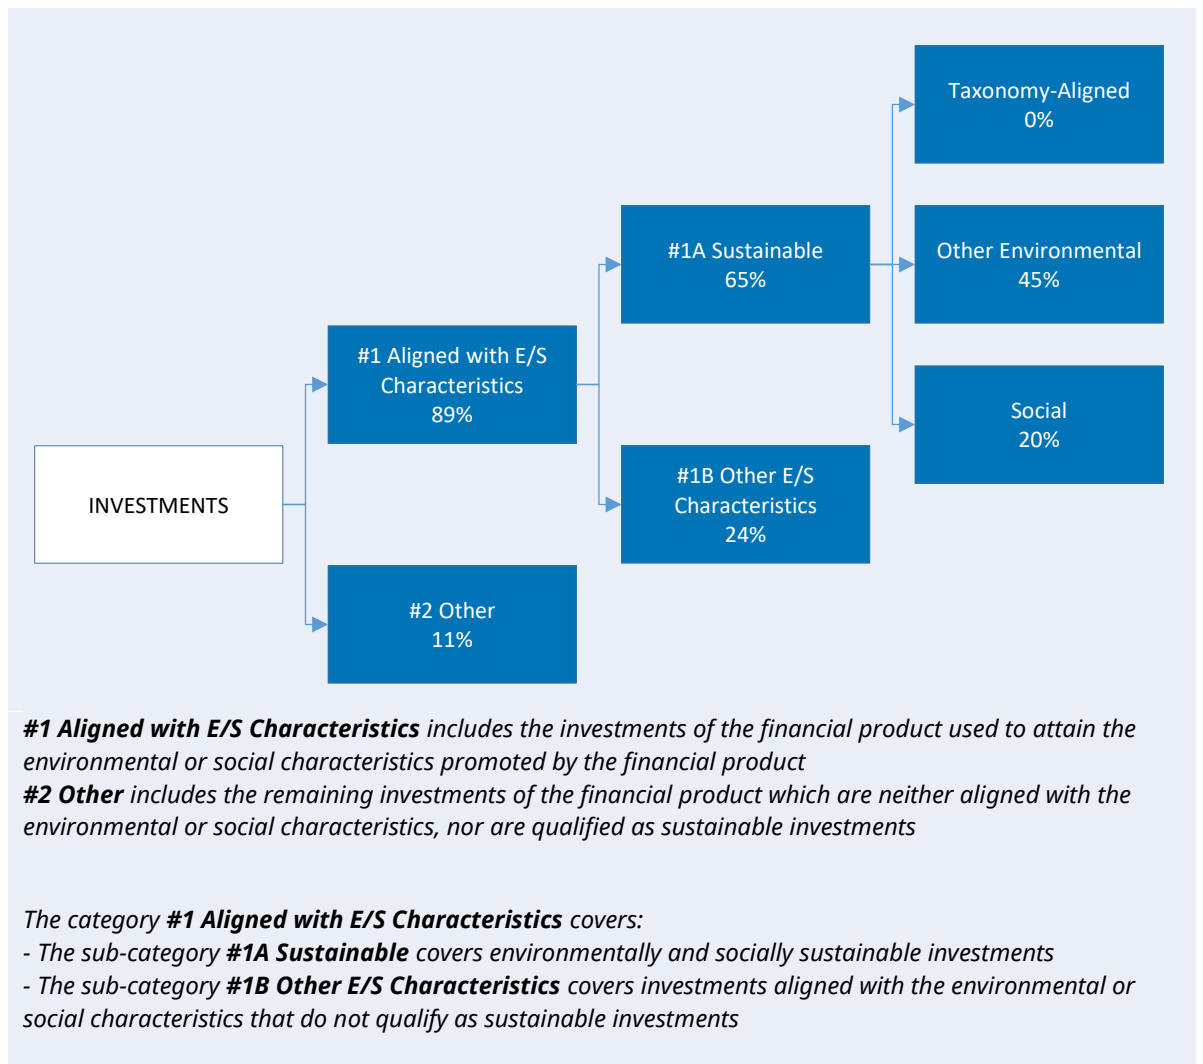 Taxonomy-Aligned
0%
#1A Sustainable
65%
Other Environmental
45%
#1 Aligned with E/S
Characteristics
89%
Social
20%
INVESTMENTS
#1B Other E/S
Characteristics
24%
#2 Other
11%
#1 Aligned with E/S Characteristics includes the investments of the financial product used to attain the
environmental or social characteristics promoted by the financial product
#2 Other includes the remaining investments of the financial product which are neither aligned with the
environmental or social characteristics, nor are qualified as sustainable investments
The category #1 Aligned with E/S Characteristics covers:
- The sub-category #1A Sustainable covers environmentally and socially sustainable investments
- The sub-category #1B Other E/S Characteristics covers investments aligned with the environmental or
social characteristics that do not qualify as sustainable investments